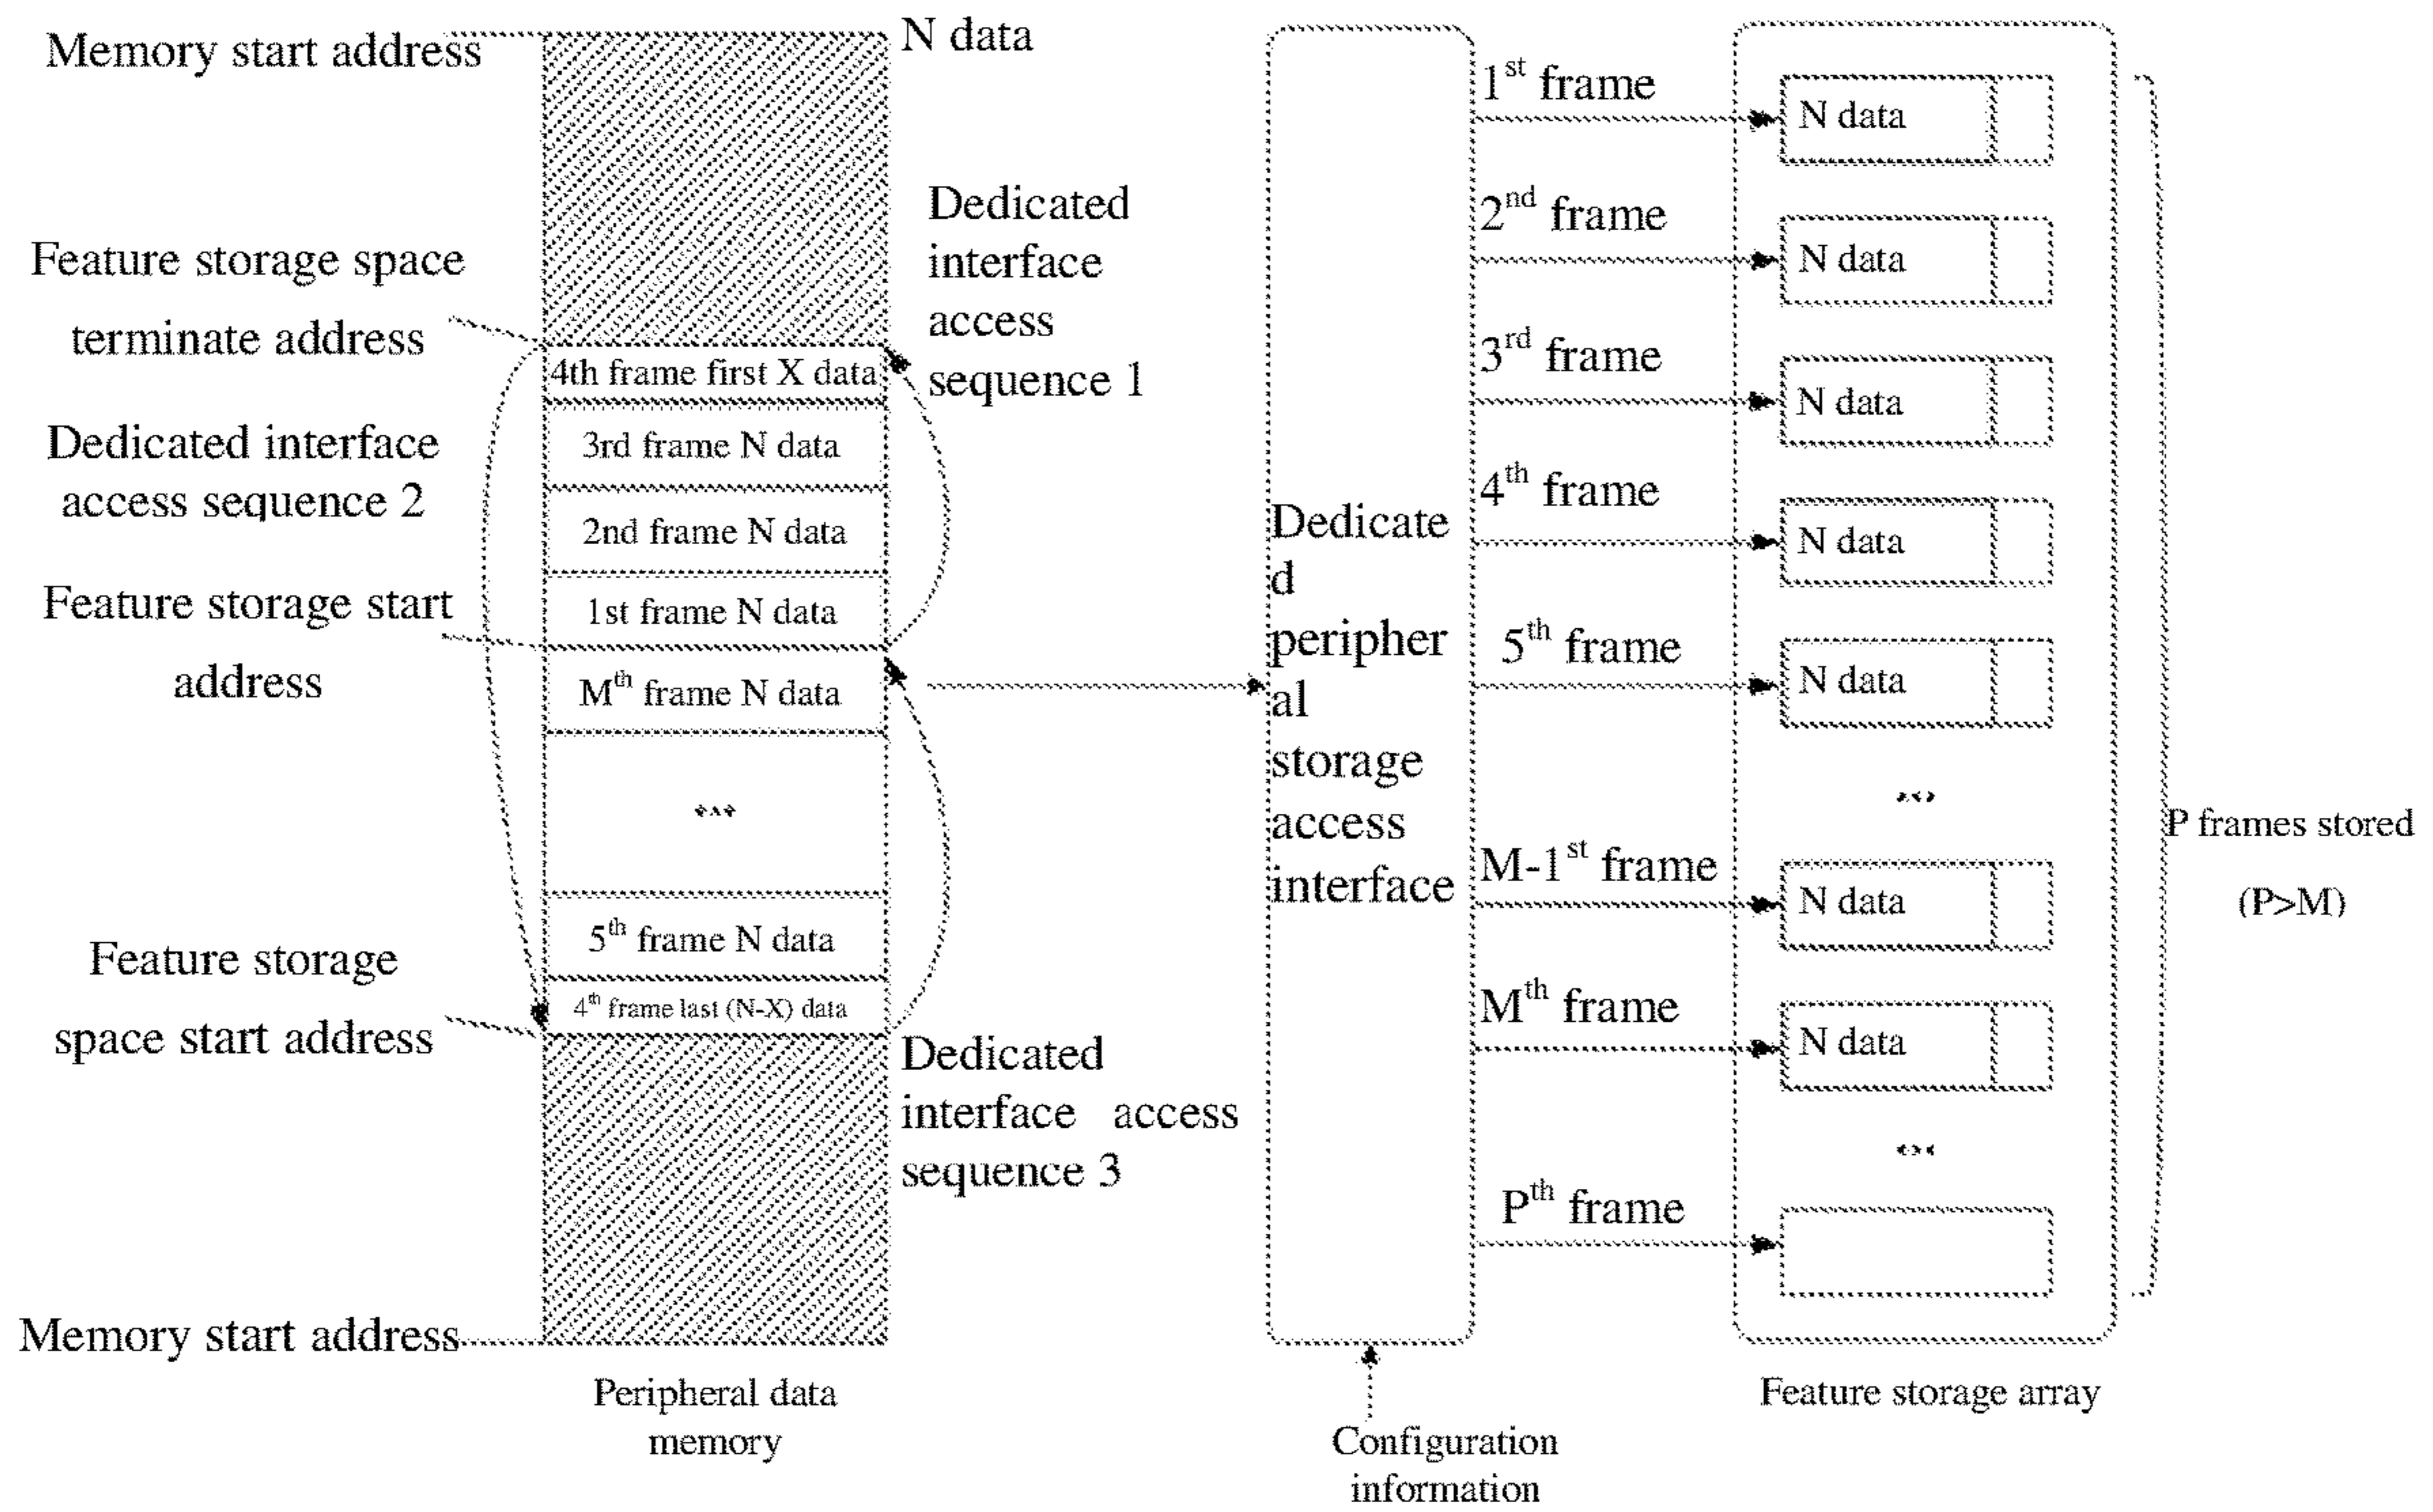 Memory start address
N data
Feature storage space
terminate address
Dedicated
interface
access
sequence 1
4th frame first X data
Dedicated interface
access sequence 2
3rd frame N data
2nd frame N data
Feature storage start
address
1st frame N data
Mth frame N data
...
5th frame N data
Feature storage
space start address
4th frame last (N-X) data
Dedicated
interface access
sequence 3
Memory start address
Peripheral data
memory
Dedicate
d
peripher
al
storage
access
interface
Configuration
information
1st frame
N data
2nd frame
N data
3rd frame
N data
4th frame
N data
5th frame
N data
...
M-1st frame
N data
Mth frame
N data
...
Pth frame
P frames stored
(P>M)
Feature storage array